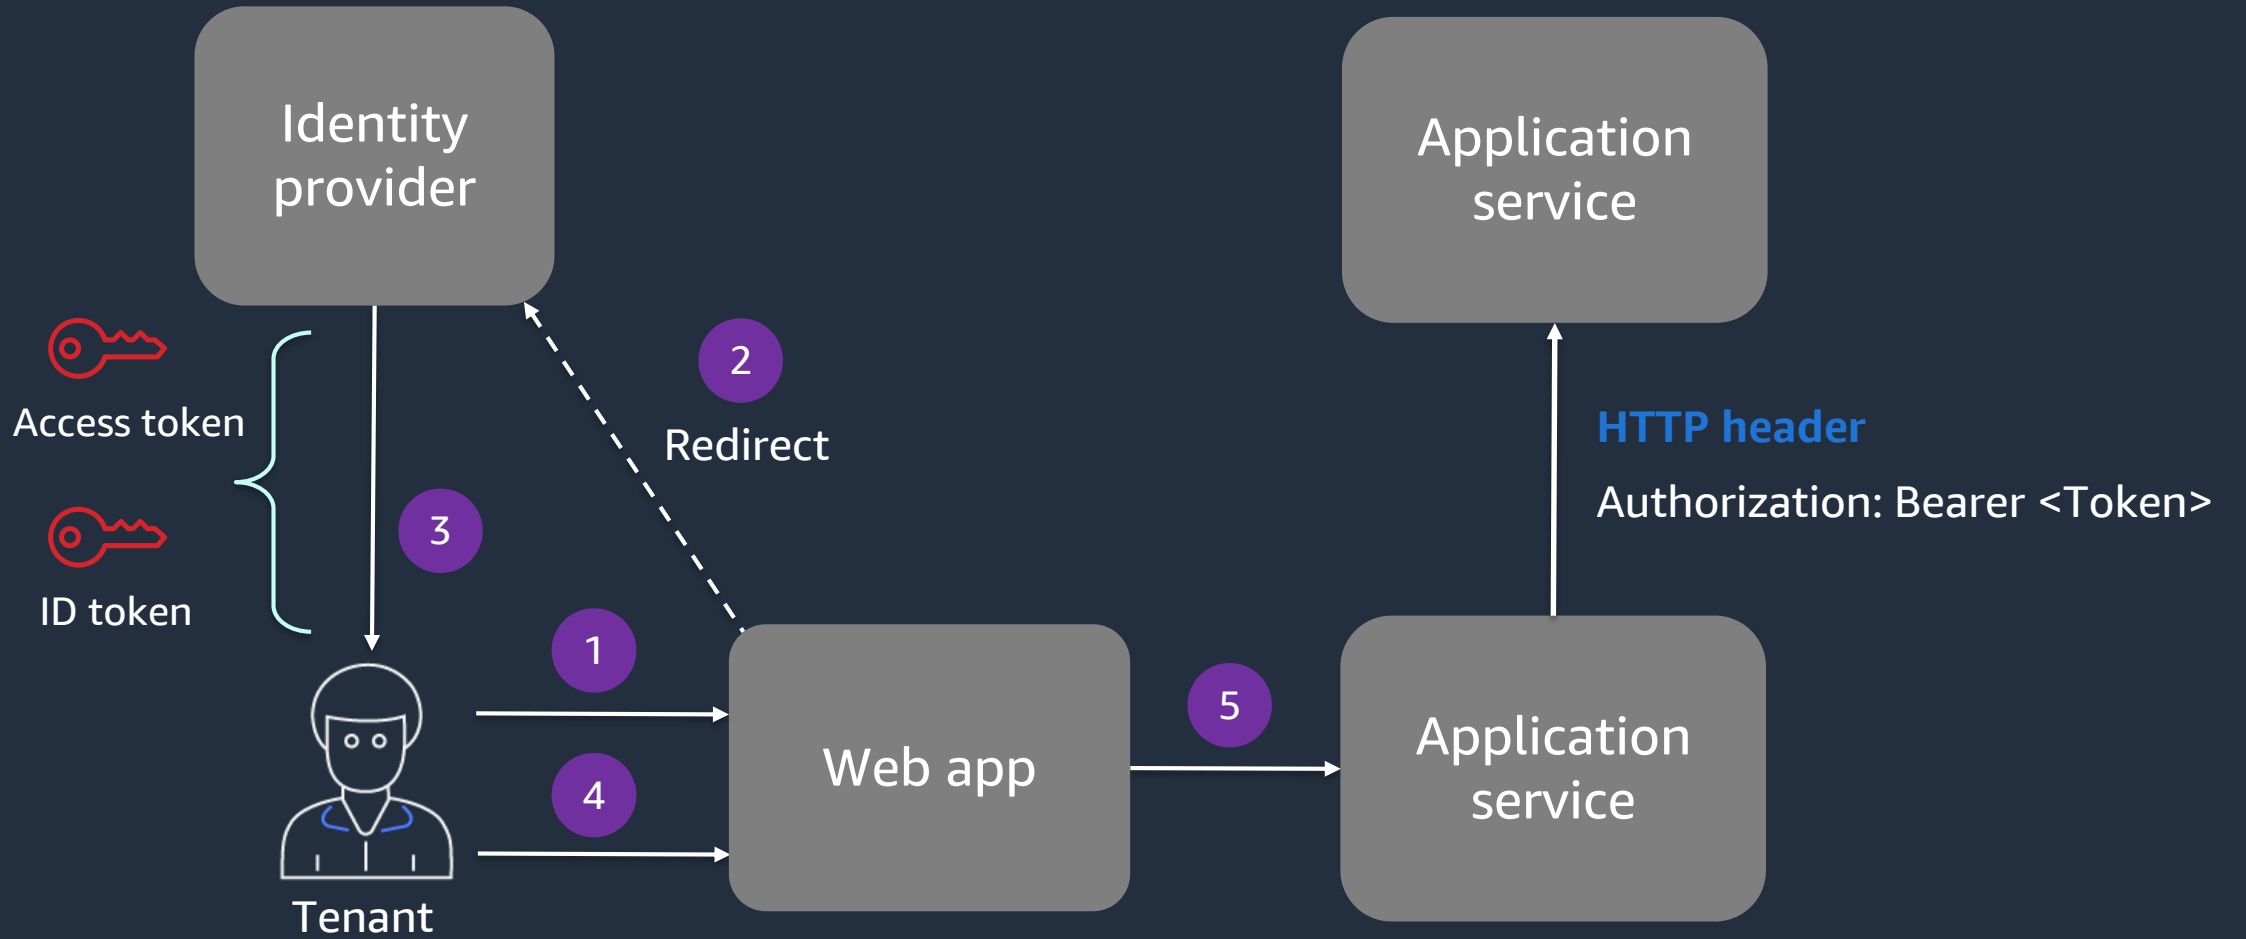 Identity
provider
Application
service
Access token
ID token
2
Redirect
3
HTTP header
Authorization: Bearer <Token>
1
4
Web app
5
Application
service
Tenant